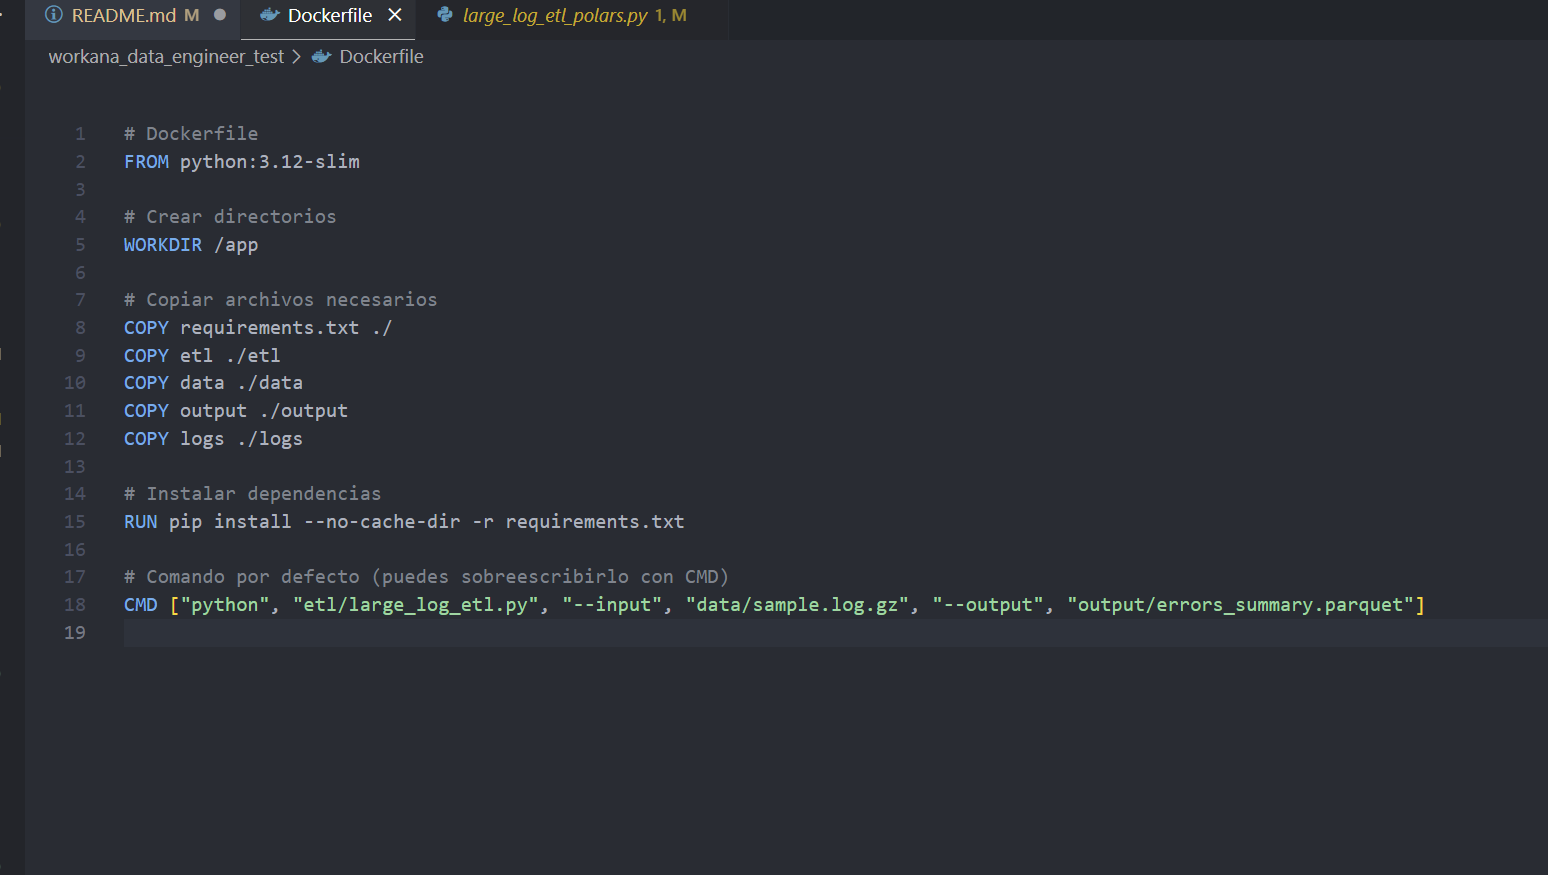 README.md M Dockerfile large_log_etl_polars.py 1, M
workana_data_engineer_test > Dockerfile
1 # Dockerfile
2 FROM python:3.12-slim
3
4 # Crear directorios
5 WORKDIR /app
6
7 # Copiar archivos necesarios
8 COPY requirements.txt ./
9 COPY etl ./etl
10 COPY data ./data
11 COPY output ./output
12 COPY logs ./logs
13
14 # Instalar dependencias
15 RUN pip install --no-cache-dir -r requirements.txt
16
17 # Comando por defecto (puedes sobreescribirlo con CMD)
18 CMD ["python", "etl/large_log_etl.py", "--input", "data/sample.log.gz", "--output", "output/errors_summary.parquet"]
19